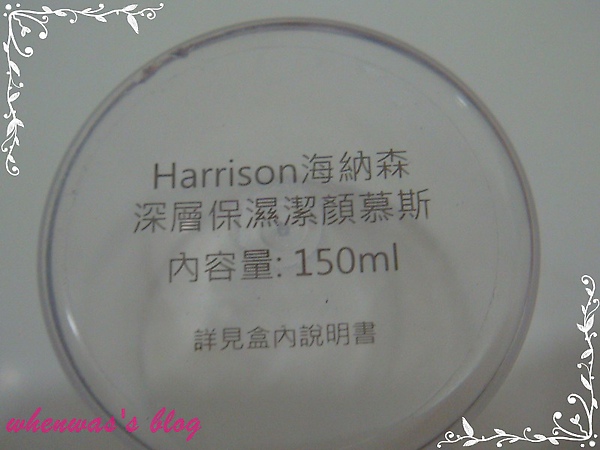 Harrison海納森
深層保濕潔顏慕斯
內容量: 150ml
詳見盒內說明書
whenwas's blog